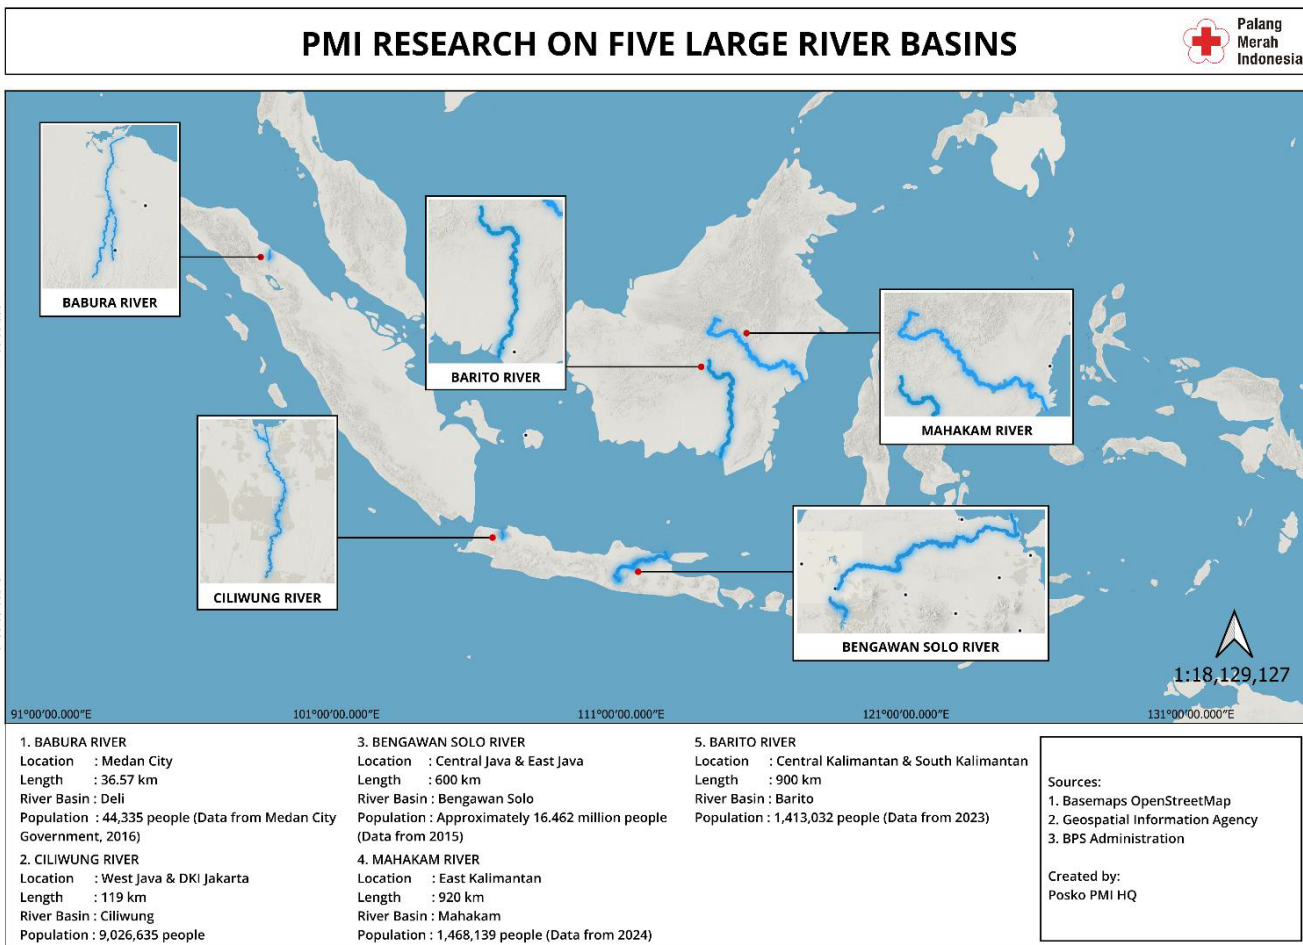 PMI RESEARCH ON FIVE LARGE RIVER BASINS
Palang
Merah
Indonesia
BABURA RIVER
BARITO RIVER
MAHAKAM RIVER
CILIWUNG RIVER
BENGAWAN SOLO RIVER
1:18,129,127
91°00′00.000″E
101°00′00.000″E
111°00′00.000″E
121°00′00.000″E
131°00′00.000″E
1. BABURA RIVER
Location : Medan City
Length : 36.57 km
River Basin : Deli
Population : 44,335 people (Data from Medan City
Government, 2016)
2. CILIWUNG RIVER
Location : West Java & DKI Jakarta
Length : 119 km
River Basin : Ciliwung
Population : 9,026,635 people
3. BENGAWAN SOLO RIVER
Location : Central Java & East Java
Length : 600 km
River Basin : Bengawan Solo
Population : Approximately 16.462 million people
(Data from 2015)
4. MAHAKAM RIVER
Location : East Kalimantan
Length : 920 km
River Basin : Mahakam
Population : 1,468,139 people (Data from 2024)
5. BARITO RIVER
Location : Central Kalimantan & South Kalimantan
Length : 900 km
River Basin : Barito
Population : 1,413,032 people (Data from 2023)
Sources:
1. Basemaps OpenStreetMap
2. Geospatial Information Agency
3. BPS Administration
Created by:
Posko PMI HQ